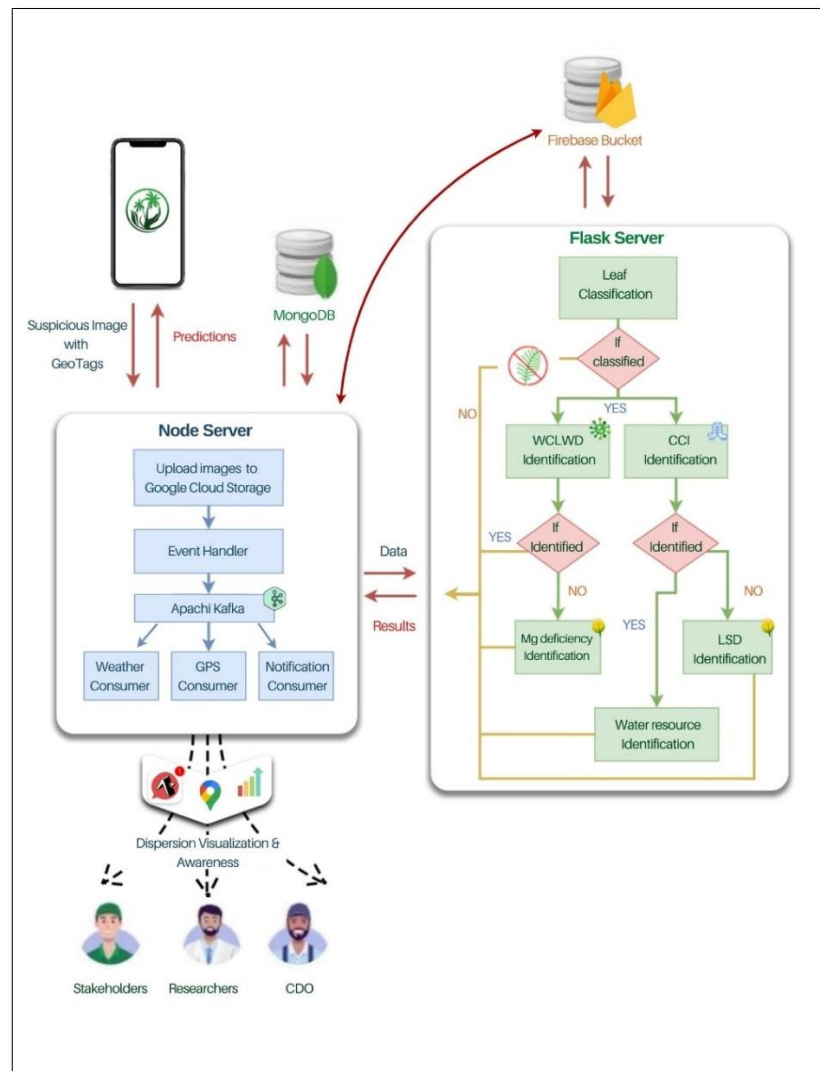 Firebase Bucket
Suspicious Image
with
GeoTags
Predictions
MongoDB
Node Server
Upload images to
Google Cloud Storage
Event Handler
Apachi Kafka
Weather
Consumer
GPS
Consumer
Notification
Consumer
Data
Results
Flask Server
Leaf
Classification
If
classified
NO
YES
WCLWD
Identification
CCI
Identification
If
Identified
If
Identified
YES
NO
YES
NO
Mg deficiency
Identification
LSD
Identification
Water resource
Identification
Dispersion Visualization &
Awareness
Stakeholders
Researchers
CDO